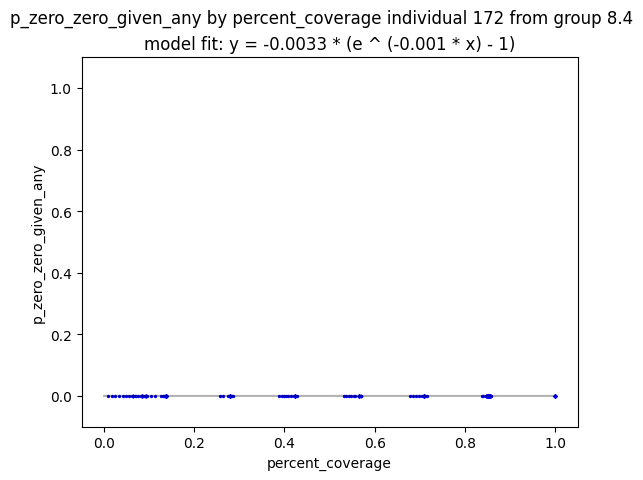 p_zero_zero_given_any by percent_coverage individual 172 from group 8.4
model fit: y = -0.0033 * (e ^ (-0.001 * x) - 1)
1.0
0.8
0.6
0.4
0.2
0.0
p_zero_zero_given_any
0.0 0.2 0.4 0.6 0.8 1.0
percent_coverage